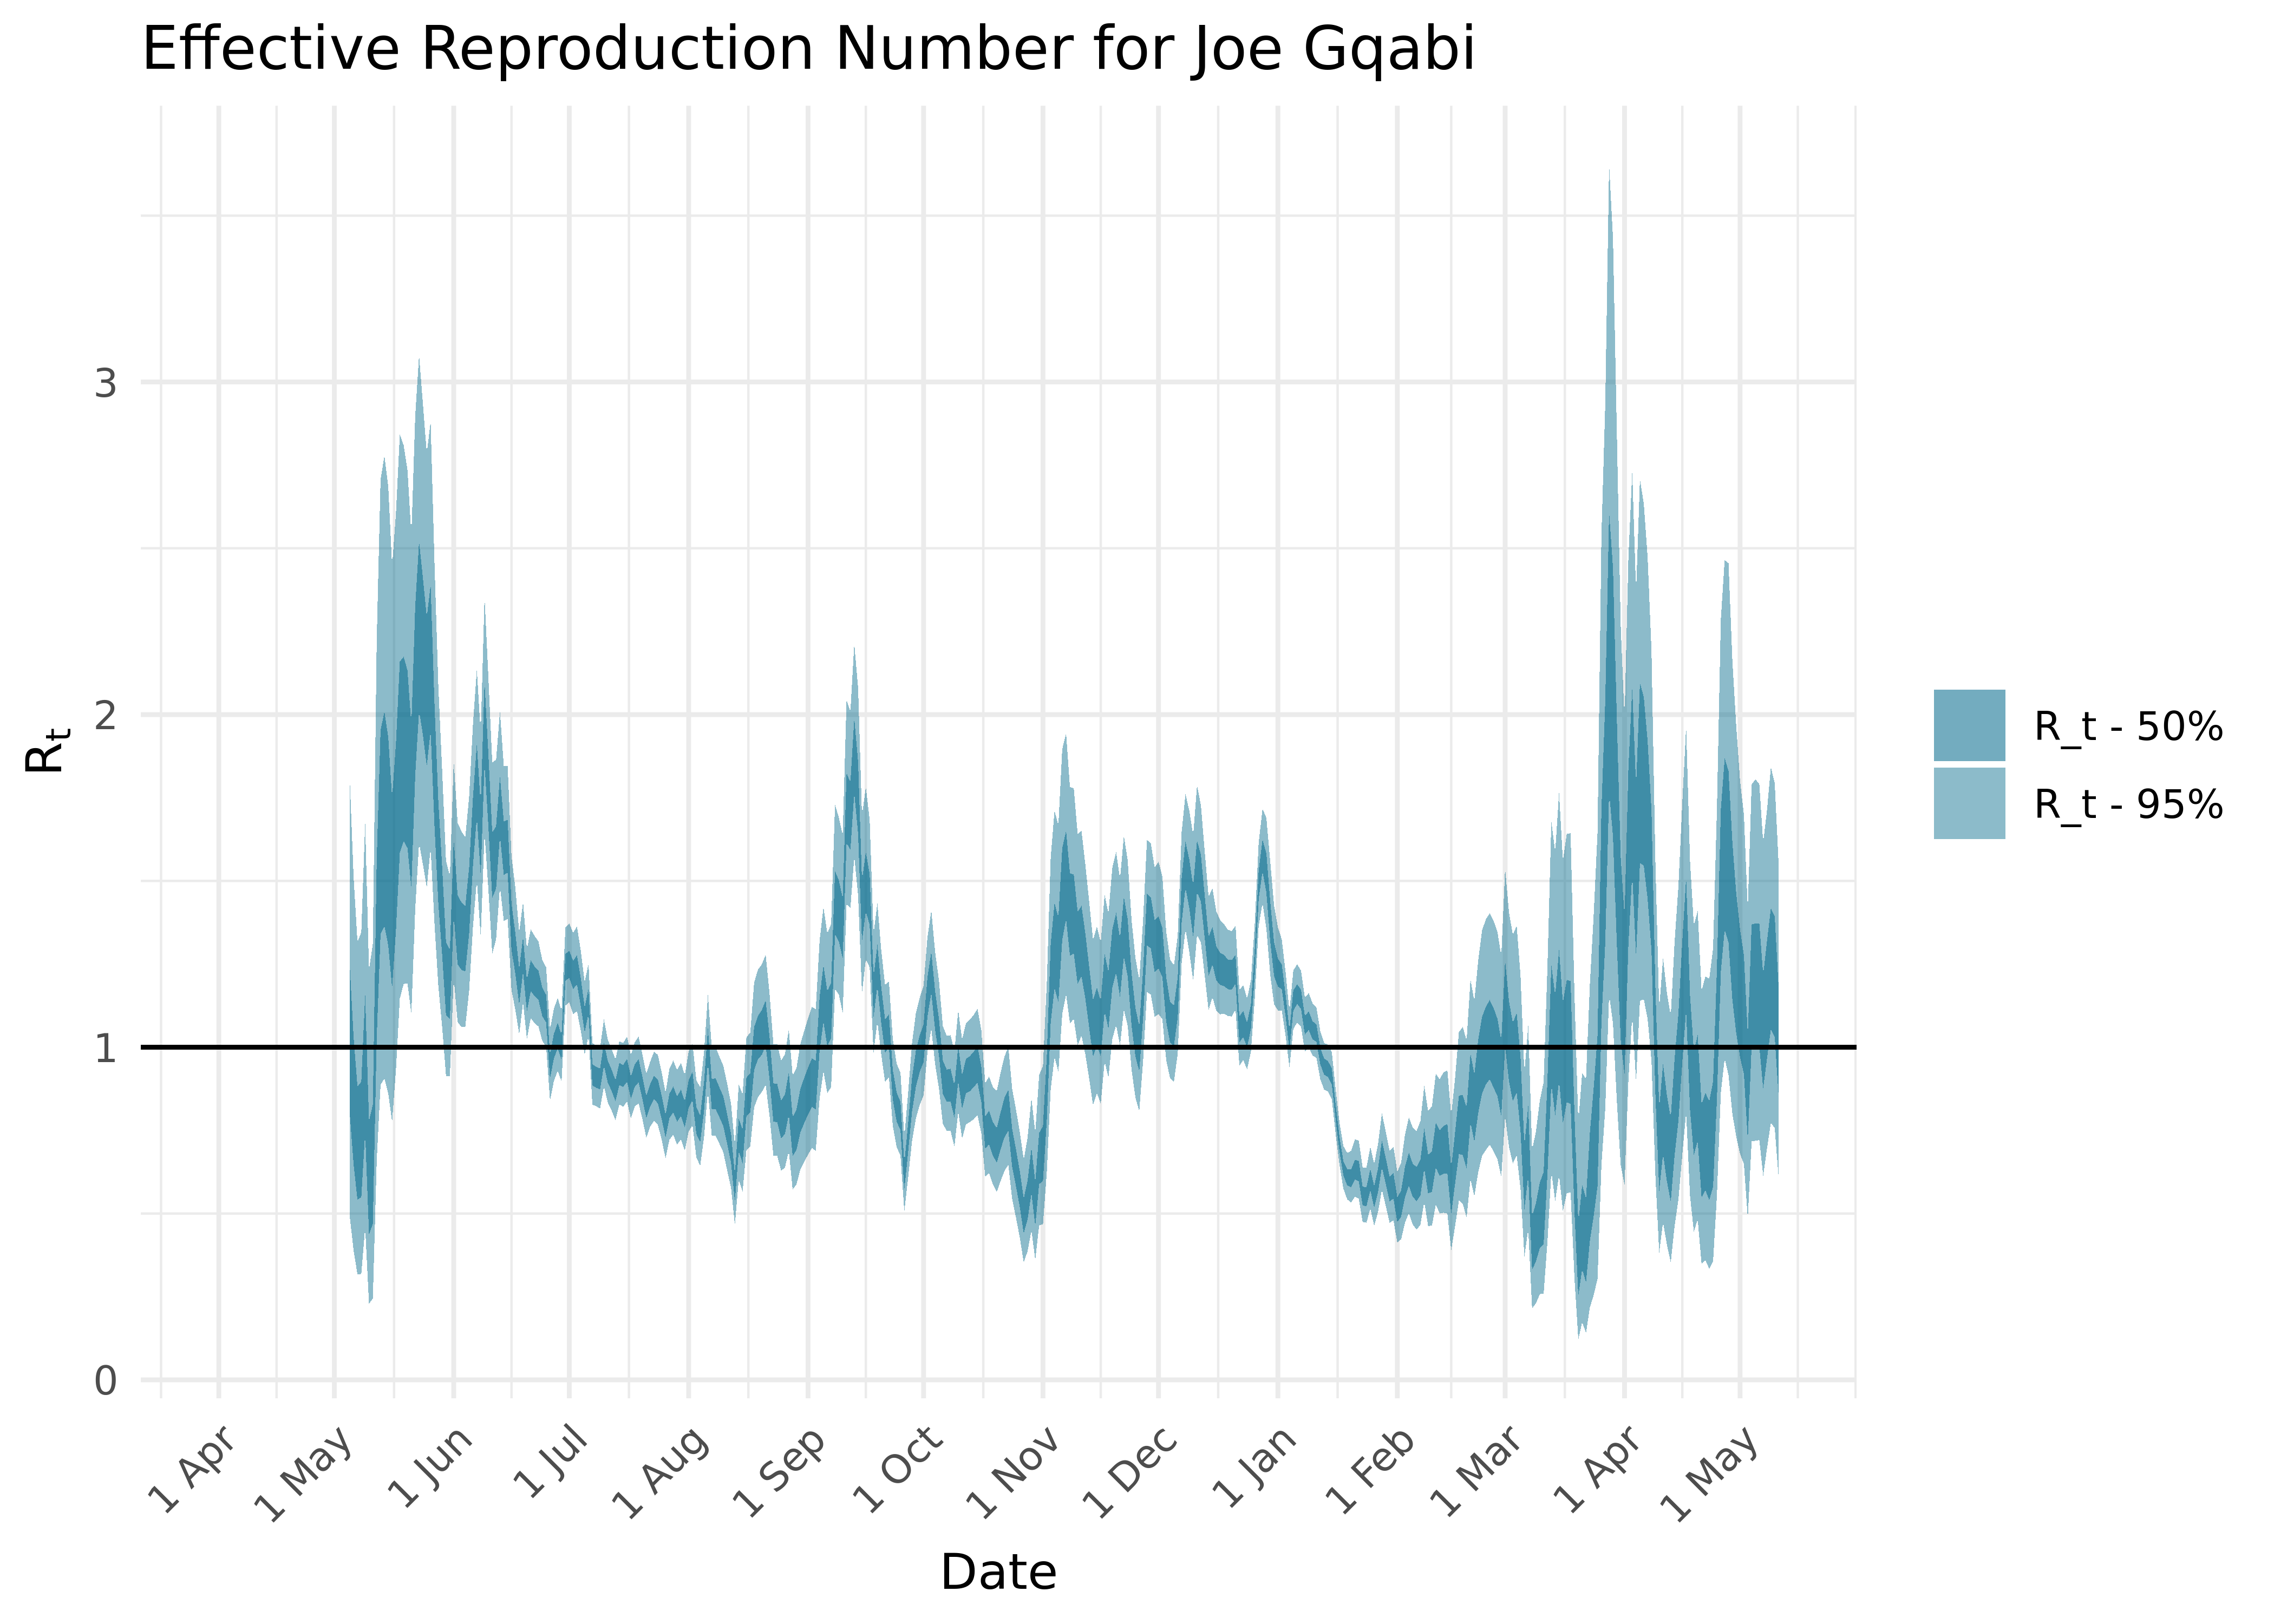 Effective Reproduction Number for Joe Gqabi
R_t
3
2
1
0
1 Apr
1 May
1 Jun
1 Jul
1 Aug
1 Sep
1 Oct
1 Nov
1 Dec
1 Jan
1 Feb
1 Mar
1 Apr
1 May
Date
R_t - 50%
R_t - 95%